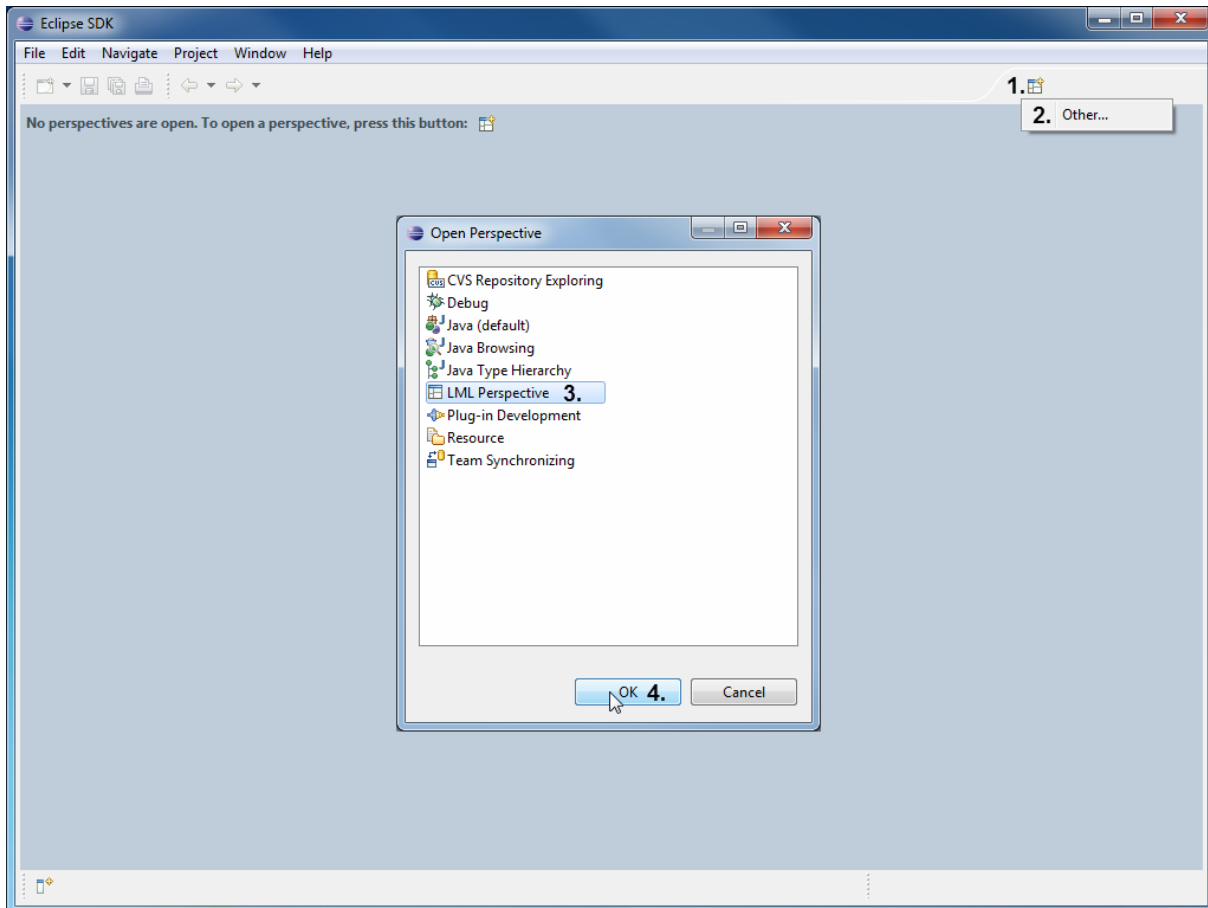 Eclipse SDK
File Edit Navigate Project Window Help
1.
2. Other...
No perspectives are open. To open a perspective, press this button:
Open Perspective
CVS Repository Exploring
Debug
Java (default)
Java Browsing
Java Type Hierarchy
LML Perspective 3.
Plug-in Development
Resource
Team Synchronizing
OK 4. Cancel